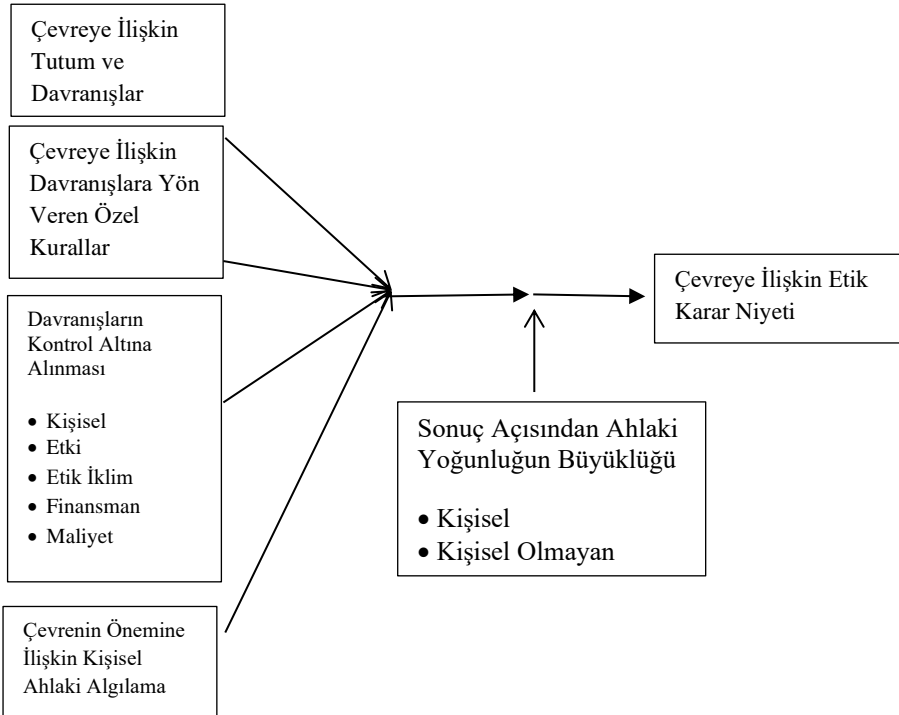 Çevreye İlişkin
Tutum ve
Davranışlar
Çevreye İlişkin
Davranışlara Yön
Veren Özel
Kurallar
Davranışların
Kontrol Altına
Alınması
• Kişisel
• Etki
• Etik İklim
• Finansman
• Maliyet
Çevrenin Önemine
İlişkin Kişisel
Ahlaki Algılama
Sonuç Açısından Ahlaki
Yoğunluğun Büyüklüğü
• Kişisel
• Kişisel Olmayan
Çevreye İlişkin Etik
Karar Niyeti